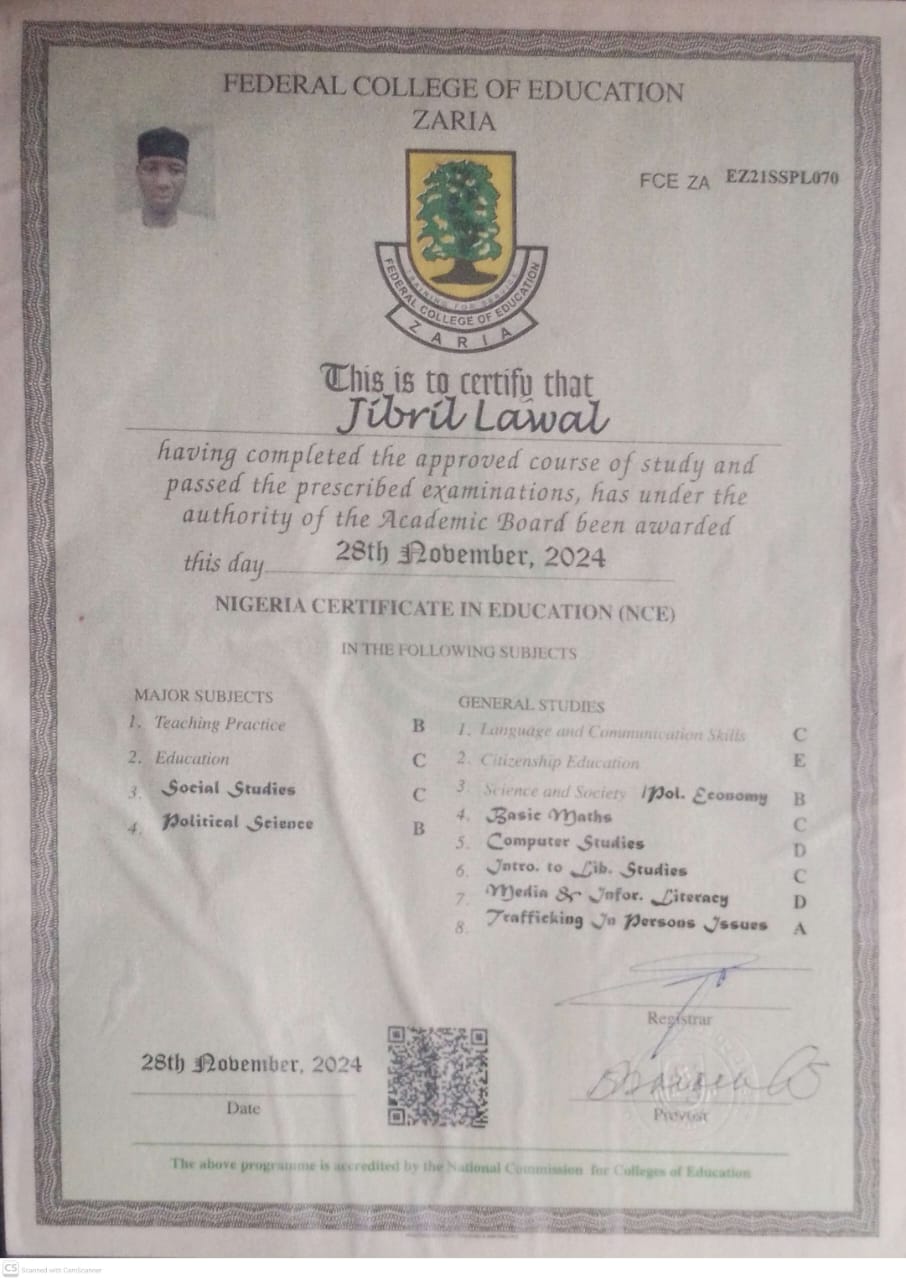 FEDERAL COLLEGE OF EDUCATION
ZARIA
FCE ZA EZ21SSPL070
TRAINING FOR SERVICE
FEDERAL COLLEGE OF EDUCATION
ZARIA
This is to certify that
Jibril Lawal
having completed the approved course of study and
passed the prescribed examinations, has under the
authority of the Academic Board been awarded
this day 28th November, 2024
NIGERIA CERTIFICATE IN EDUCATION (NCE)
IN THE FOLLOWING SUBJECTS
MAJOR SUBJECTS
1. Teaching Practice B
2. Education C
3. Social Studies C
4. Political Science B
GENERAL STUDIES
1. Language and Communication Skills C
2. Citizenship Education E
3. Science and Society /Pol. Economy B
4. Basic Maths C
5. Computer Studies D
6. Intro. to Lib. Studies C
7. Media & Infor. Literacy D
8. Trafficking In Persons Issues A
Registrar
28th November, 2024
Date
Provost
The above programme is accredited by the National Commission for Colleges of Education
CS Scanned with CamScanner